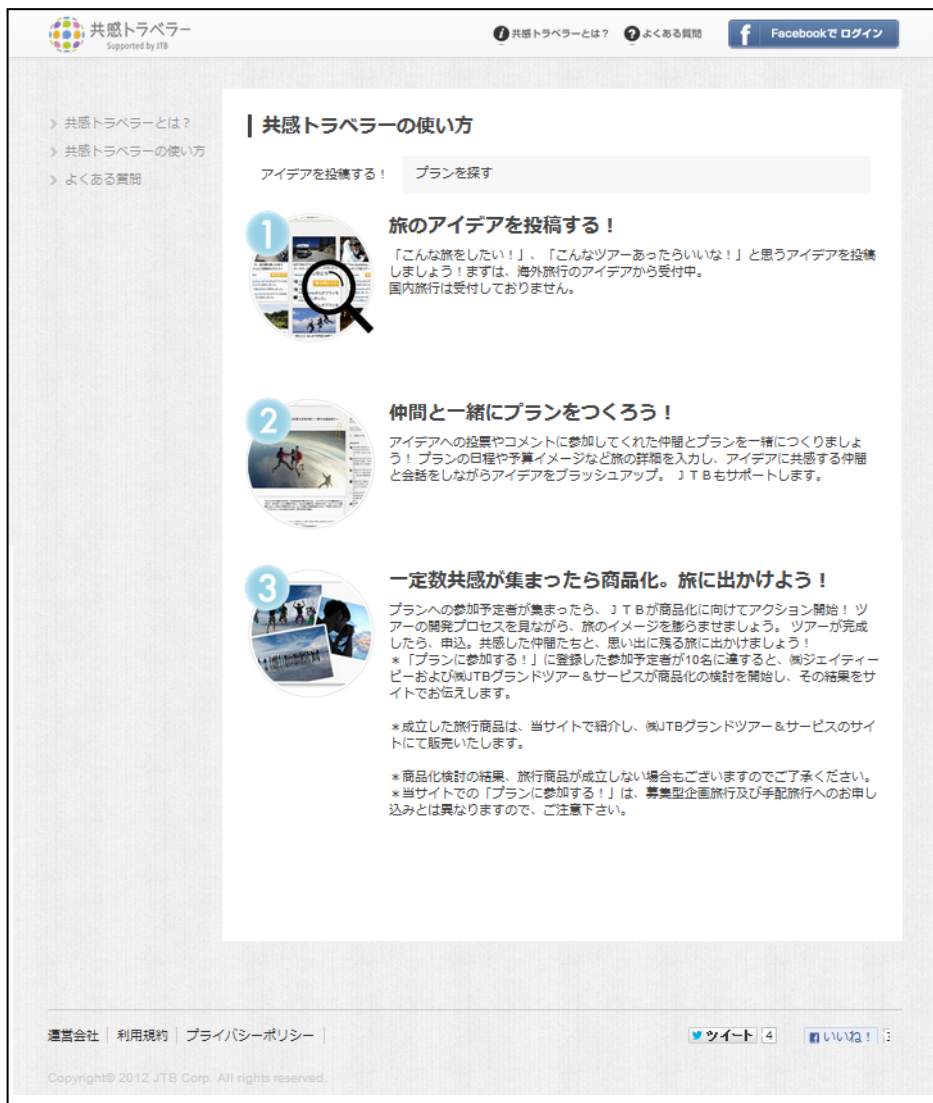 共感トラベラー
Supported by JTB
共感トラベラーとは？
よくある質問
Facebookで ログイン
共感トラベラーとは？
共感トラベラーの使い方
よくある質問
共感トラベラーの使い方
アイデアを投稿する！
プランを探す
1
旅のアイデアを投稿する！
「こんな旅をしたい！」、「こんなツアーあったらいいな！」と思うアイデアを投稿
しましょう！まずは、海外旅行のアイデアから受付中。
国内旅行は受付しておりません。
2
仲間と一緒にプランをつくろう！
アイデアへの投票やコメントに参加してくれた仲間とプランを一緒につくりましょ
う！ プランの日程や予算イメージなど旅の詳細を入力し、アイデアに共感する仲間
と会話をしながらアイデアをブラッシュアップ。 ＪＴＢもサポートします。
3
一定数共感が集まったら商品化。旅に出かけよう！
プランへの参加予定者が集まったら、ＪＴＢが商品化に向けてアクション開始！ ツ
アーの開発プロセスを見ながら、旅のイメージを膨らませましょう。 ツアーが完成
したら、申込。共感した仲間たちと、思い出に残る旅に出かけましょう！
＊「プランに参加する！」に登録した参加予定者が10名に達すると、㈱ジェイティー
ビーおよび㈱JTBグランドツアー＆サービスが商品化の検討を開始し、その結果をサ
イトでお伝えします。
＊成立した旅行商品は、当サイトで紹介し、㈱JTBグランドツアー＆サービスのサイ
トにて販売いたします。
＊商品化検討の結果、旅行商品が成立しない場合もございますのでご了承ください。
＊当サイトでの「プランに参加する！」は、募集型企画旅行及び手配旅行へのお申し
込みとは異なりますので、ご注意下さい。
運営会社
利用規約
プライバシーポリシー
ツイート
4
いいね！
Copyright© 2012 JTB Corp. All rights reserved.